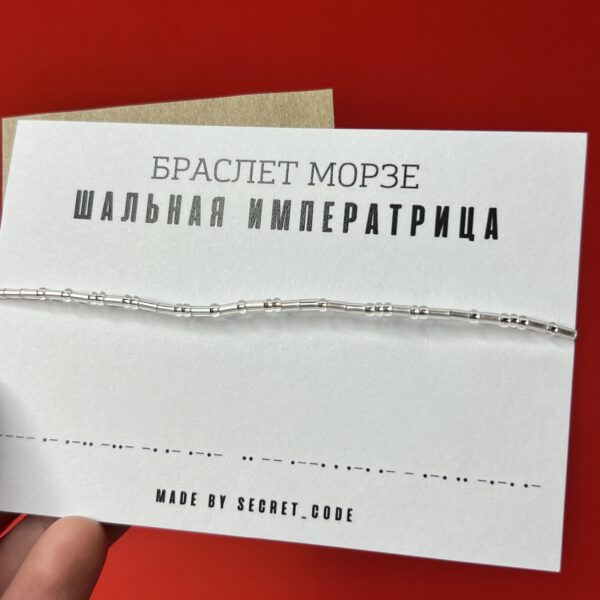 БРАСЛЕТ МОРЗЕ
ШАЛЬНАЯ ИМПЕРАТРИЦА
MADE BY SECRET_CODE